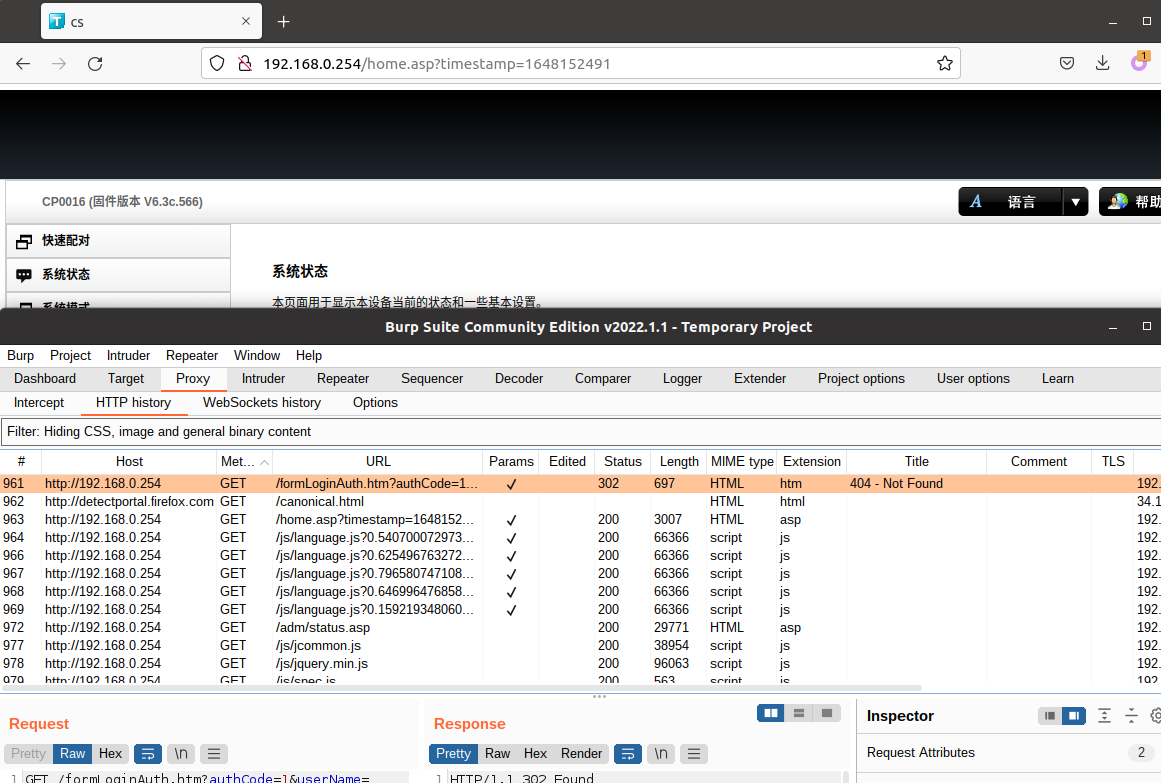 T cs
1
192.168.0.254/home.asp?timestamp=1648152491
CP0016 (固件版本 V6.3c.566) A 语言 ▼ 帮助
快速配对
系统状态
系统模式
系统状态
本页面用于显示本设备当前的状态和一些基本设置。
Burp Suite Community Edition v2022.1.1 - Temporary Project
Burp Project Intruder Repeater Window Help
Dashboard Target Proxy Intruder Repeater Sequencer Decoder Comparer Logger Extender Project options User options Learn
Intercept HTTP history WebSockets history Options
Filter: Hiding CSS, image and general binary content
# Host Met... URL Params Edited Status Length MIME type Extension Title Comment TLS
961 http://192.168.0.254 GET /formLoginAuth.htm?authCode=1... ✓ 302 697 HTML htm 404 - Not Found 192.
962 http://detectportal.firefox.com GET /canonical.html HTML html 34.1
963 http://192.168.0.254 GET /home.asp?timestamp=1648152... ✓ 200 3007 HTML asp 192.
964 http://192.168.0.254 GET /js/language.js?0.540700072973... ✓ 200 66366 script js 192.
966 http://192.168.0.254 GET /js/language.js?0.625496763272... ✓ 200 66366 script js 192.
967 http://192.168.0.254 GET /js/language.js?0.796580747108... ✓ 200 66366 script js 192.
968 http://192.168.0.254 GET /js/language.js?0.646996476858... ✓ 200 66366 script js 192.
969 http://192.168.0.254 GET /js/language.js?0.159219348060... ✓ 200 66366 script js 192.
972 http://192.168.0.254 GET /adm/status.asp 200 29771 HTML asp 192.
977 http://192.168.0.254 GET /js/jcommon.js 200 38954 script js 192.
978 http://192.168.0.254 GET /js/jquery.min.js 200 96063 script js 192.
979 http://192.168.0.254 GET /js/spec.js 200 563 script js 192.
Request Response Inspector
Pretty Raw Hex \n Pretty Raw Hex Render \n
Request Attributes 2
1 GET /formLoginAuth.htm?authCode=1&userName= 1 HTTP/1.1 302 Found